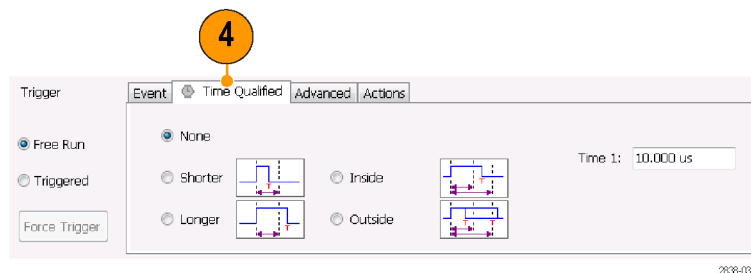 4
Trigger
Event Time Qualified Advanced Actions
Free Run
Triggered
Force Trigger
None
Shorter
Inside
Longer
Outside
T
T
T
T T
Time 1: 10.000 us
2838-03